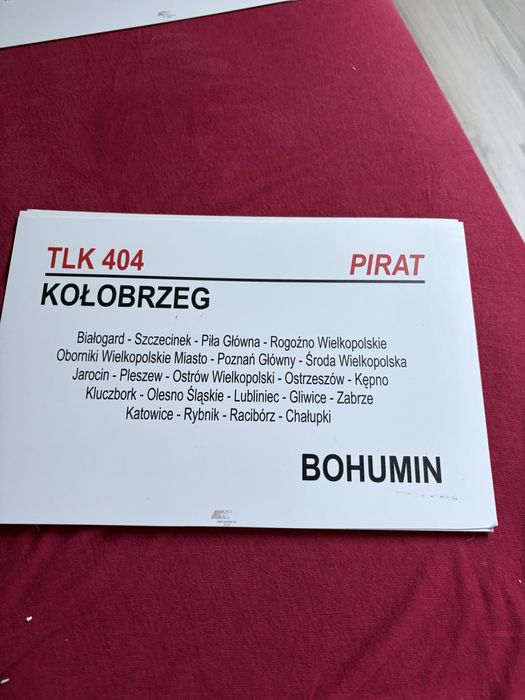 TLK 404 PIRAT
KOŁOBRZEG
Białogard - Szczecinek - Piła Główna - Rogoźno Wielkopolskie
Oborniki Wielkopolskie Miasto - Poznań Główny - Środa Wielkopolska
Jarocin - Pleszew - Ostrów Wielkopolski - Ostrzeszów - Kępno
Kluczbork - Olesno Śląskie - Lubliniec - Gliwice - Zabrze
Katowice - Rybnik - Racibórz - Chałupki
BOHUMIN